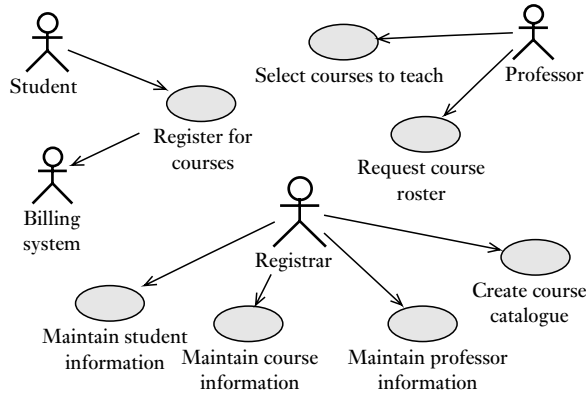 Student
Select courses to teach
Professor
Register for
courses
Request course
roster
Billing
system
Registrar
Create course
catalogue
Maintain student
information
Maintain course
information
Maintain professor
information